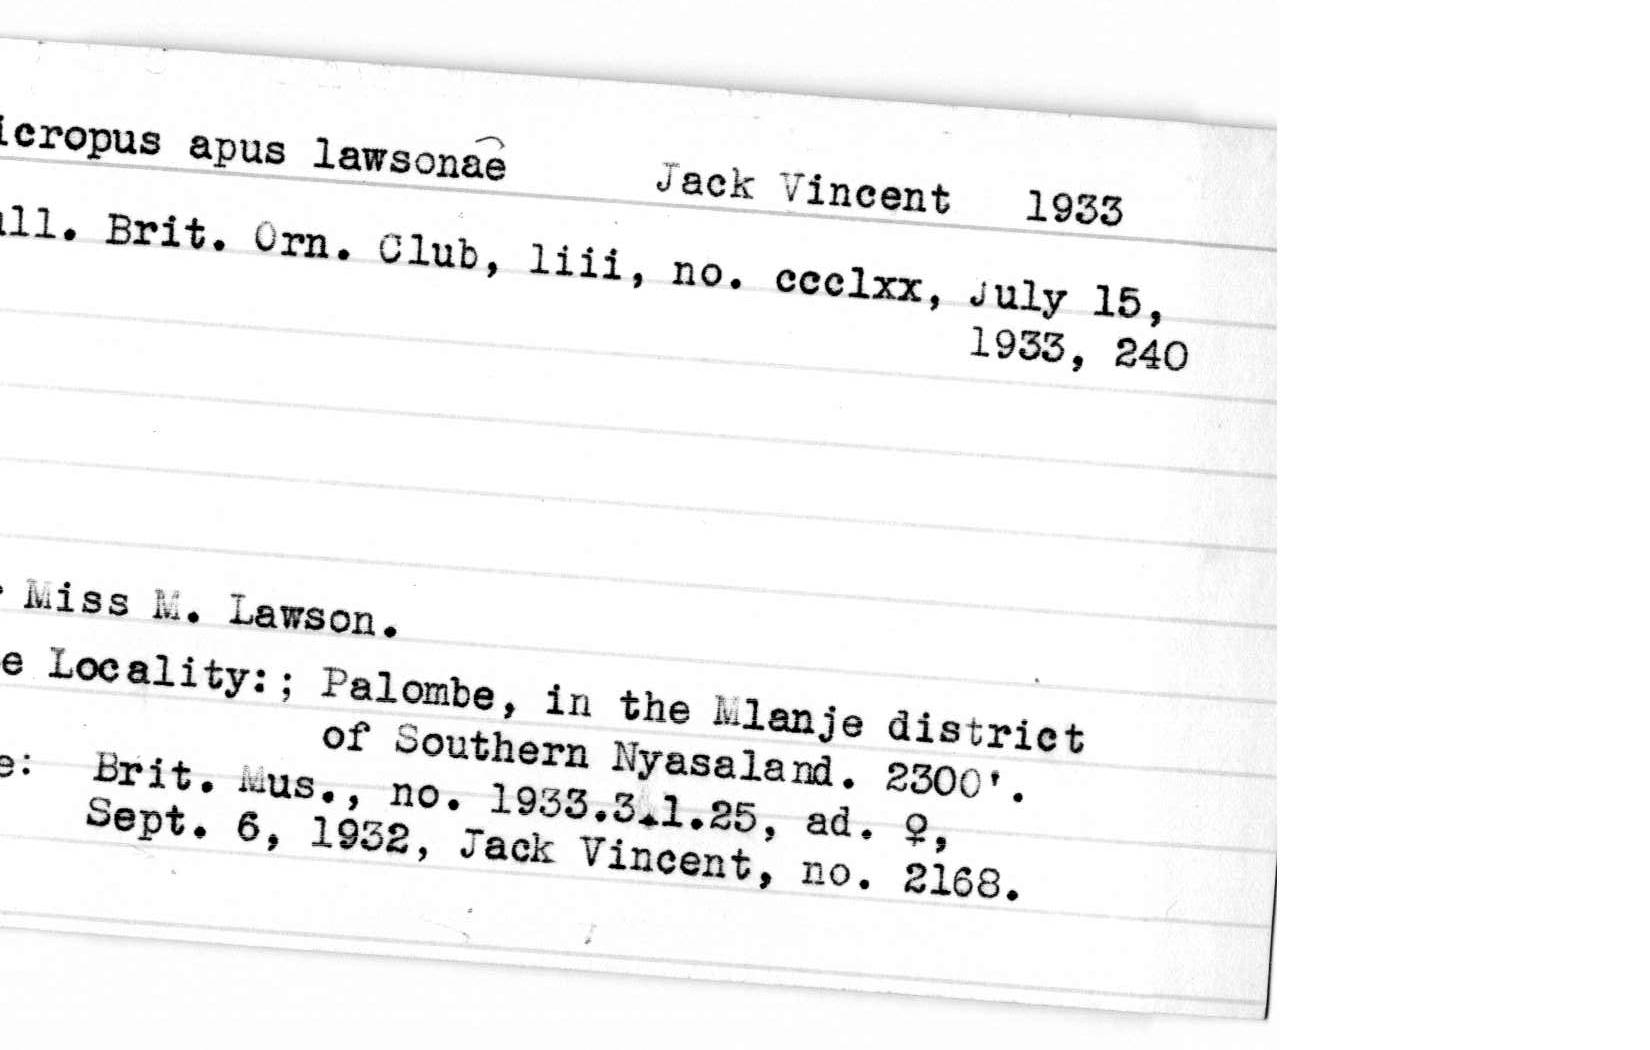 icropus apus lawsonae Jack Vincent 1933
ll. Brit. Orn. Club, liii, no. ccclxx, July 15,
1933, 240
Miss M. Lawson.
e Locality:; Palombe, in the Mlanje district
of Southern Nyasaland. 2300'.
e: Brit. Mus., no. 1933.3.1.25, ad. ♀,
Sept. 6, 1932, Jack Vincent, no. 2168.